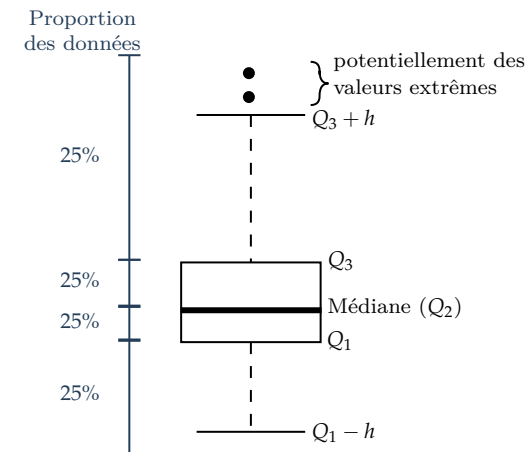 Proportion
des données
potentiellement des
valeurs extrêmes
Q₃ + h
25%
Q₃
25%
Médiane (Q₂)
25%
Q₁
25%
Q₁ − h